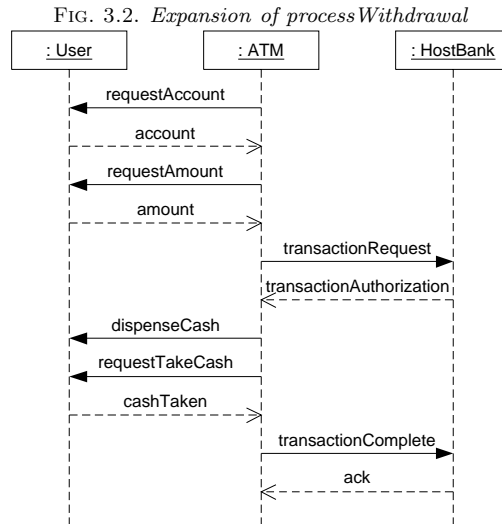 FIG. 3.2. Expansion of processWithdrawal
: User
: ATM
: HostBank
requestAccount
account
requestAmount
amount
transactionRequest
transactionAuthorization
dispenseCash
requestTakeCash
cashTaken
transactionComplete
ack